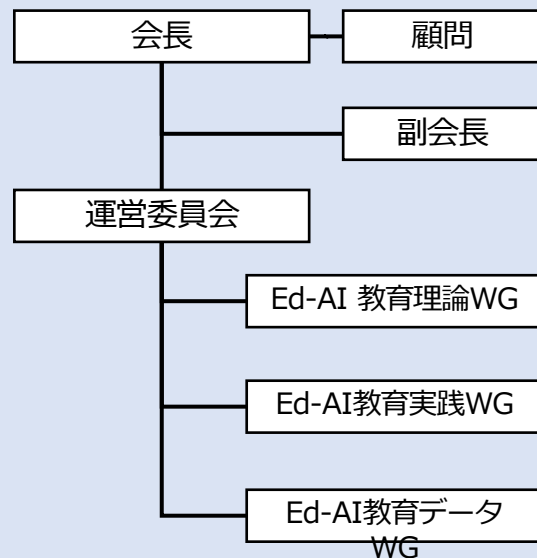 会長
顧問
副会長
運営委員会
Ed-AI 教育理論WG
Ed-AI教育実践WG
Ed-AI教育データ
WG